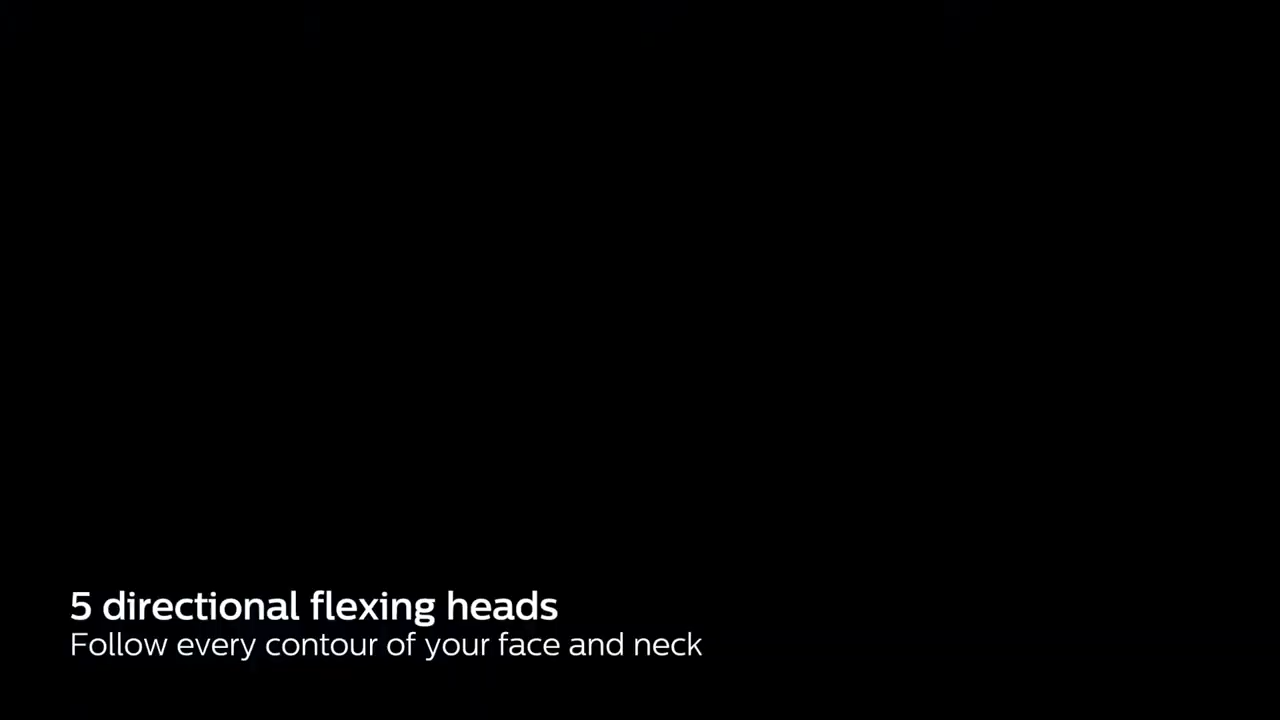 5 directional flexing heads
Follow every contour of your face and neck